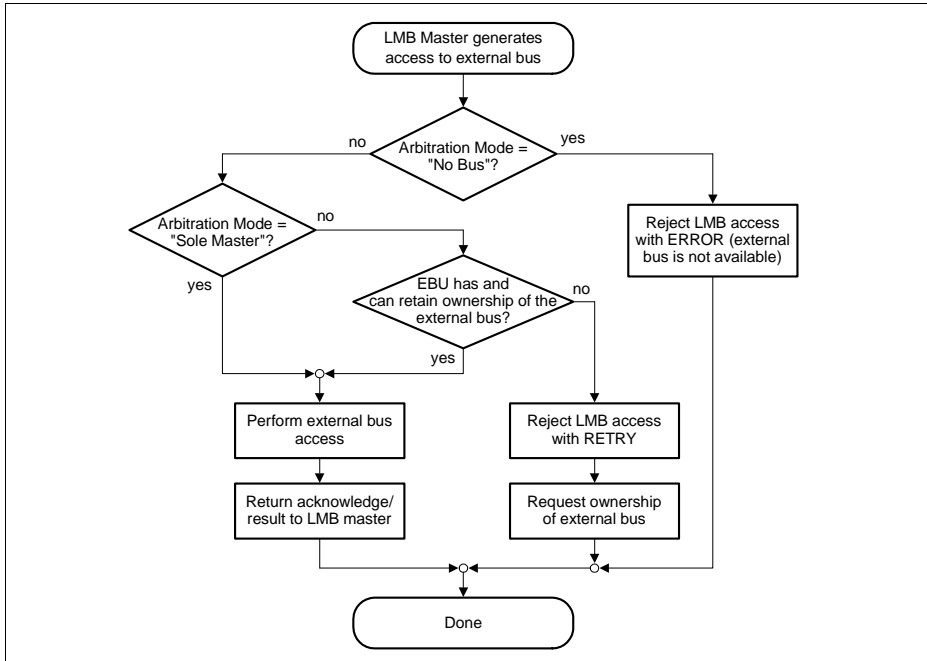 LMB Master generates
access to external bus
Arbitration Mode =
"No Bus"?
no
yes
Arbitration Mode =
"Sole Master"?
no
yes
Reject LMB access
with ERROR (external
bus is not available)
EBU has and
can retain ownership of the
external bus?
no
yes
Perform external bus
access
Reject LMB access
with RETRY
Return acknowledge/
result to LMB master
Request ownership
of external bus
Done